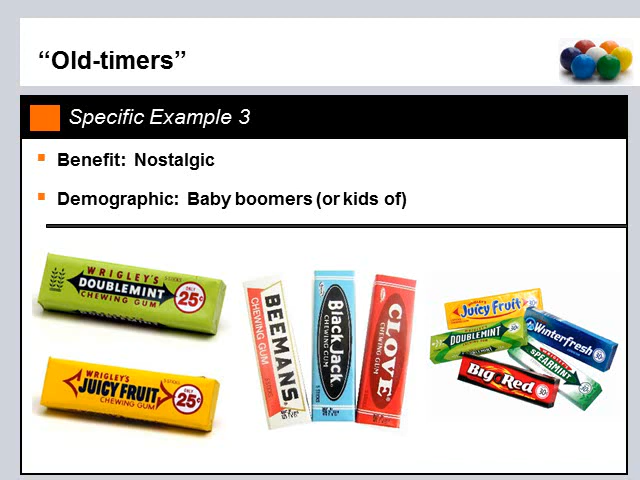 “Old-timers”
Specific Example 3
Benefit: Nostalgic
Demographic: Baby boomers (or kids of)
WRIGLEY'S
DOUBLEMINT
CHEWING GUM
ONLY
25¢
WRIGLEY'S
JUICY FRUIT
CHEWING GUM
ONLY
25¢
BEEMANS
CHEWING GUM
Black Jack
CHEWING GUM
CLOVE
CHEWING GUM
Juicy Fruit
DOUBLEMINT
Winterfresh
SPEARMINT
Big Red